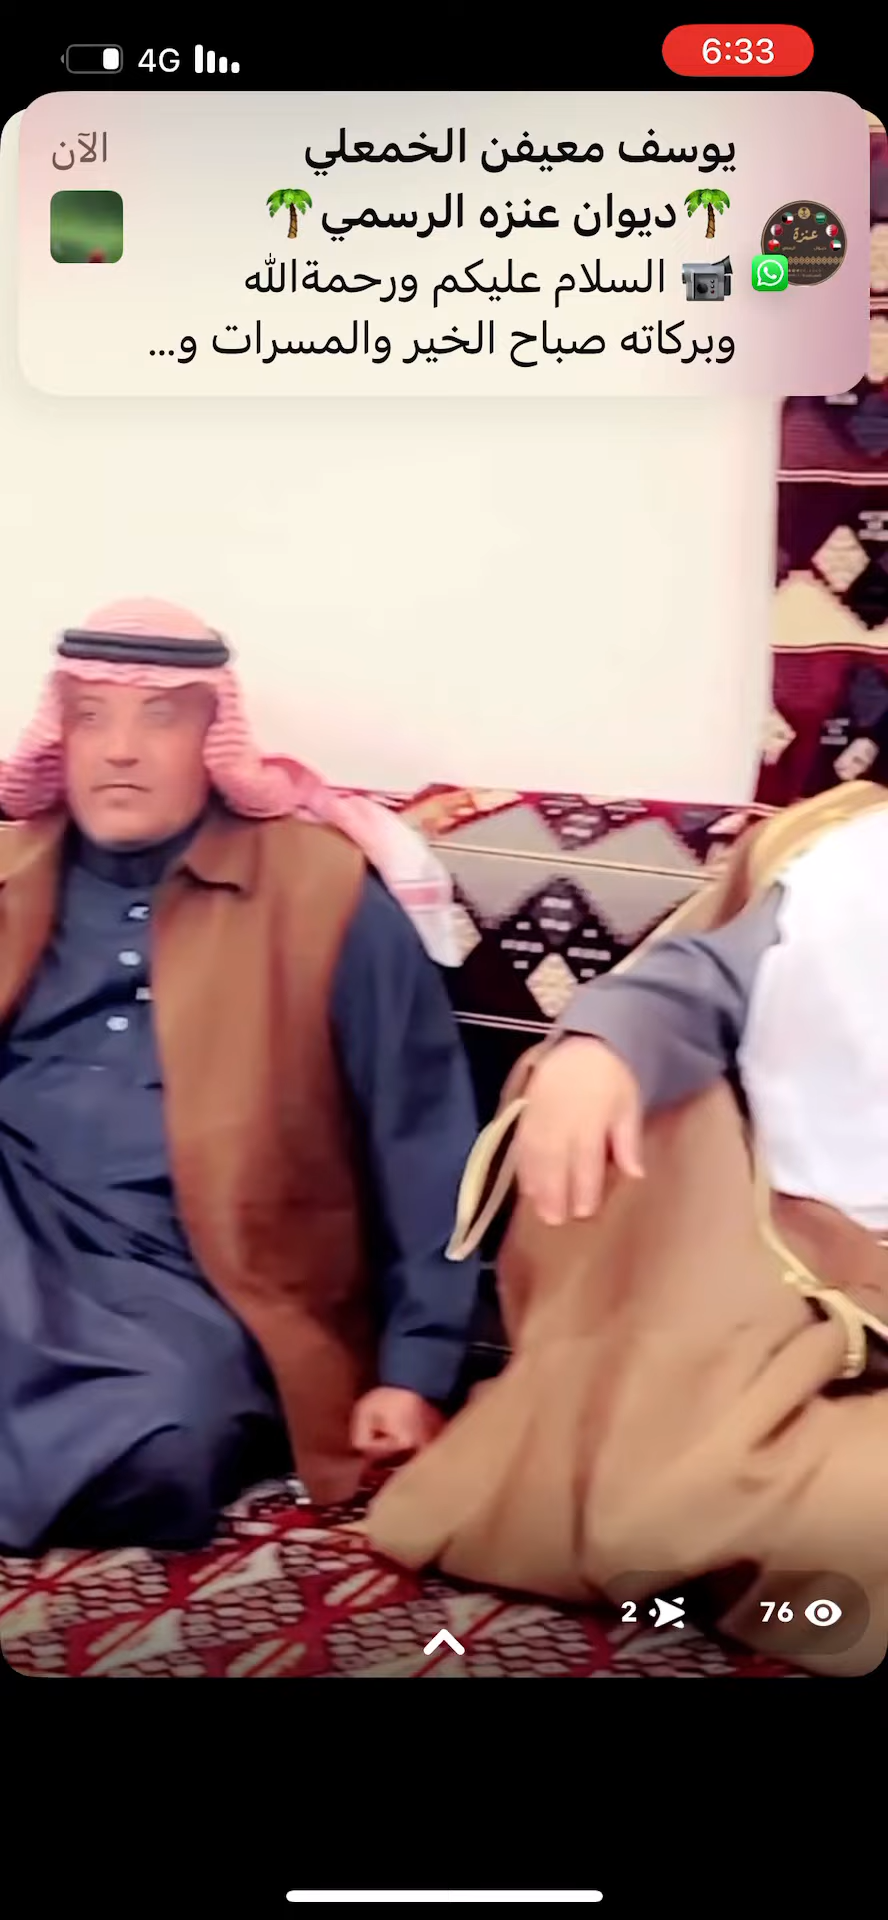 4G
6:33
يوسف معيفن الخمعلي
الآن
🌴ديوان عنزه الرسمي🌴
📹 السلام عليكم ورحمةالله
وبركاته صباح الخير والمسرات و...
عنزة
2
76